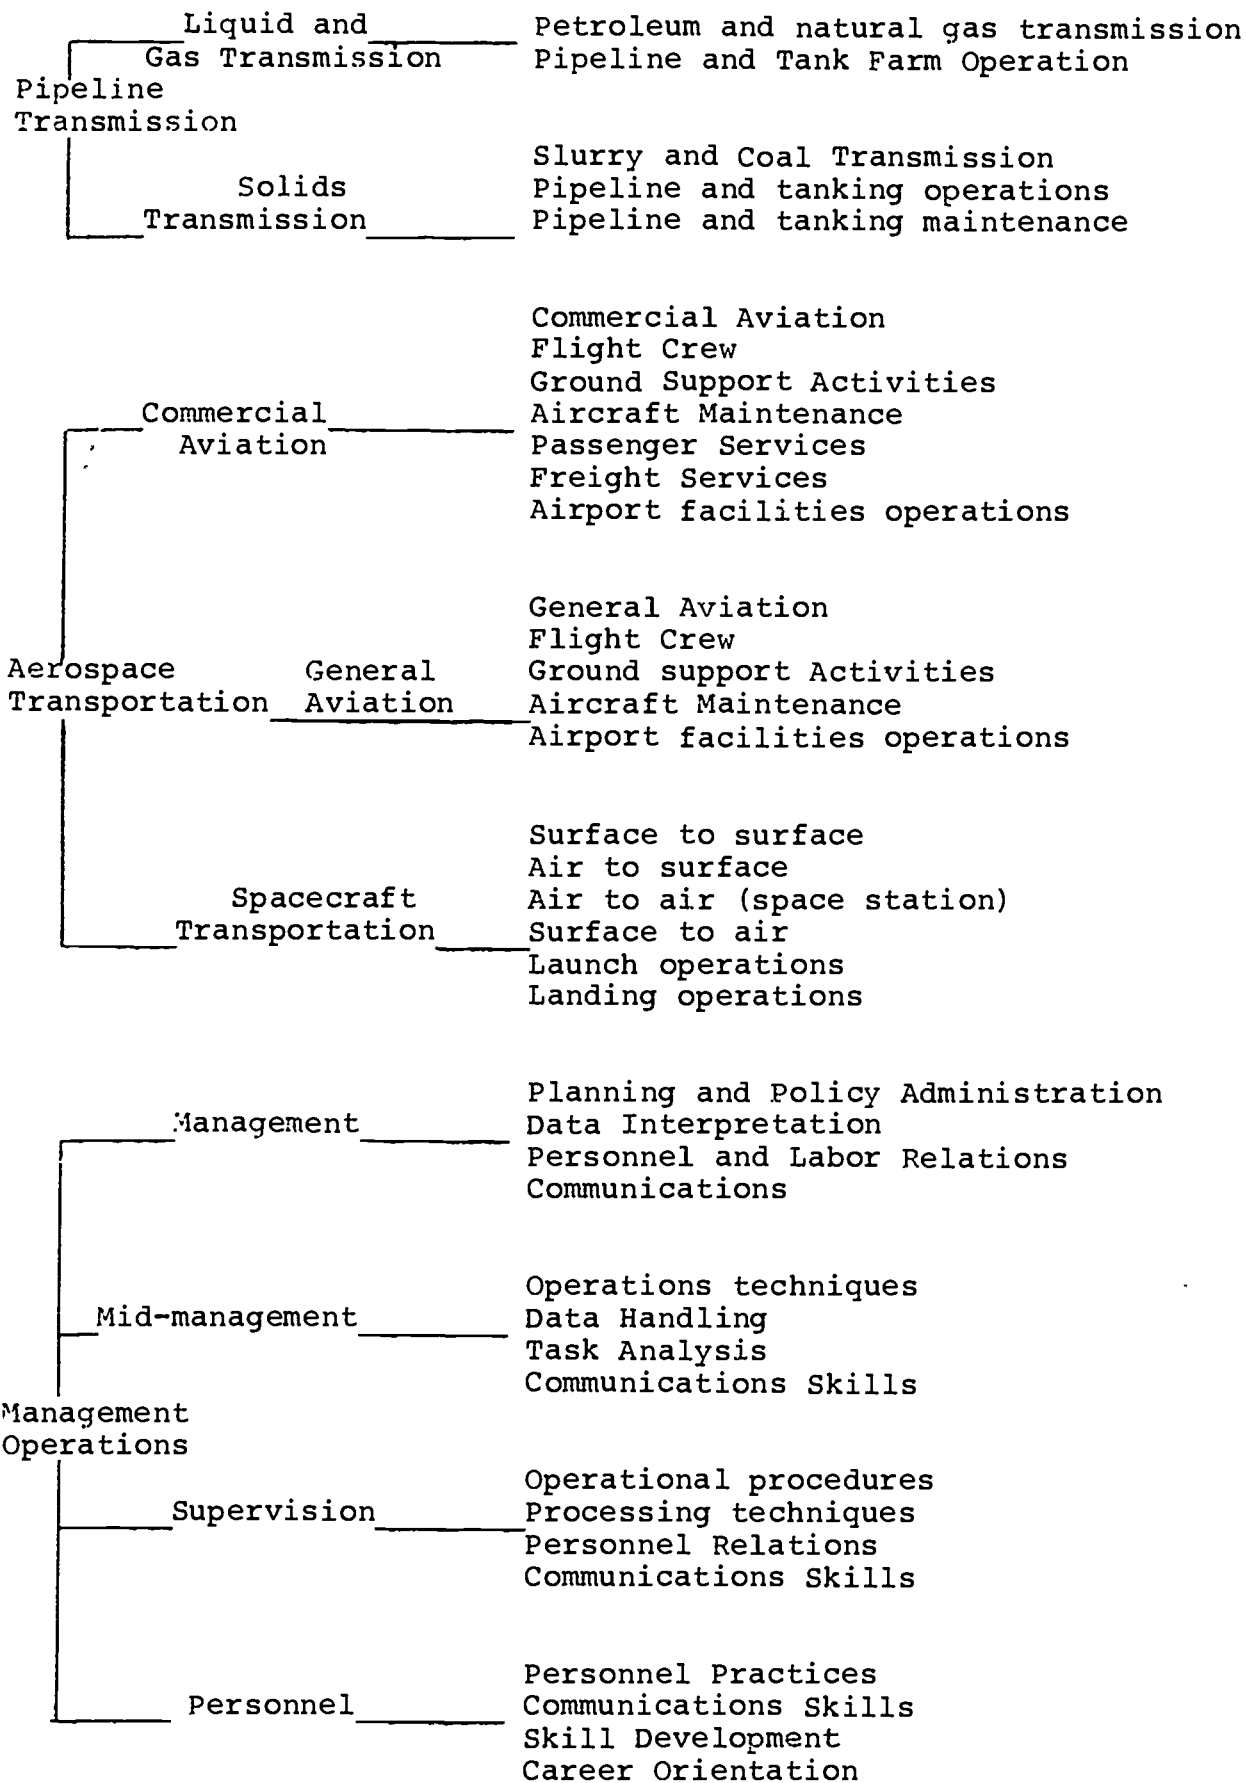 Liquid and
Gas Transmission
Petroleum and natural gas transmission
Pipeline and Tank Farm Operation
Pipeline
Transmission
Solids
Transmission
Slurry and Coal Transmission
Pipeline and tanking operations
Pipeline and tanking maintenance
Commercial
Aviation
Commercial Aviation
Flight Crew
Ground Support Activities
Aircraft Maintenance
Passenger Services
Freight Services
Airport facilities operations
Aerospace
Transportation
General
Aviation
General Aviation
Flight Crew
Ground support Activities
Aircraft Maintenance
Airport facilities operations
Spacecraft
Transportation
Surface to surface
Air to surface
Air to air (space station)
Surface to air
Launch operations
Landing operations
Management
Planning and Policy Administration
Data Interpretation
Personnel and Labor Relations
Communications
Mid-management
Operations techniques
Data Handling
Task Analysis
Communications Skills
Management
Operations
Supervision
Operational procedures
Processing techniques
Personnel Relations
Communications Skills
Personnel
Personnel Practices
Communications Skills
Skill Development
Career Orientation